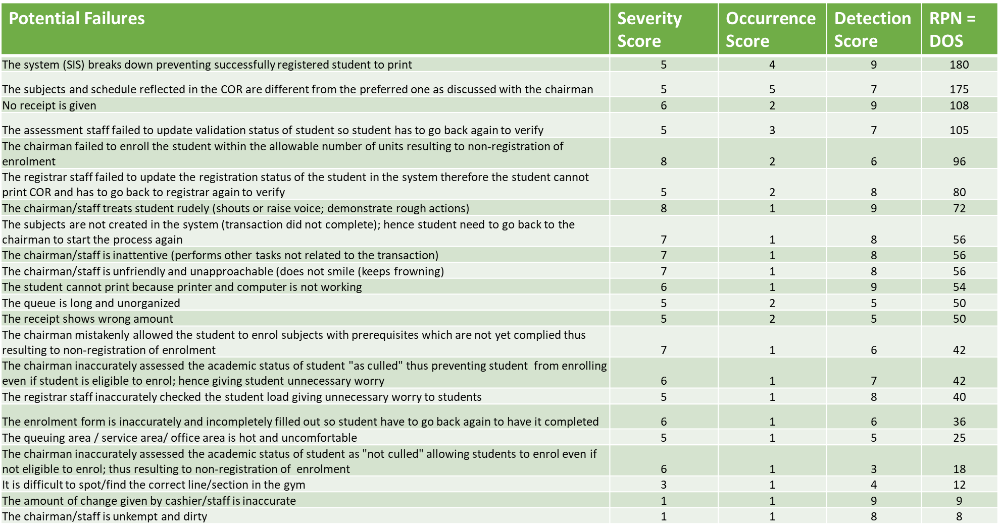 Potential Failures Severity Score Occurrence Score Detection Score RPN = DOS
The system (SIS) breaks down preventing successfully registered student to print 5 4 9 180
The subjects and schedule reflected in the COR are different from the preferred one as discussed with the chairman 5 5 7 175
No receipt is given 6 2 9 108
The assessment staff failed to update validation status of student so student has to go back again to verify 5 3 7 105
The chairman failed to enroll the student within the allowable number of units resulting to non-registration of
enrolment 8 2 6 96
The registrar staff failed to update the registration status of the student in the system therefore the student cannot
print COR and has to go back to registrar again to verify 5 2 8 80
The chairman/staff treats student rudely (shouts or raise voice; demonstrate rough actions) 8 1 9 72
The subjects are not created in the system (transaction did not complete); hence student need to go back to the
chairman to start the process again 7 1 8 56
The chairman/staff is inattentive (performs other tasks not related to the transaction) 7 1 8 56
The chairman/staff is unfriendly and unapproachable (does not smile (keeps frowning) 7 1 8 56
The student cannot print because printer and computer is not working 6 1 9 54
The queue is long and unorganized 5 2 5 50
The receipt shows wrong amount 5 2 5 50
The chairman mistakenly allowed the student to enrol subjects with prerequisites which are not yet complied thus
resulting to non-registration of enrolment 7 1 6 42
The chairman inaccurately assessed the academic status of student "as culled" thus preventing student from enrolling
even if student is eligible to enrol; hence giving student unnecessary worry 6 1 7 42
The registrar staff inaccurately checked the student load giving unnecessary worry to students 5 1 8 40
The enrolment form is inaccurately and incompletely filled out so student have to go back again to have it completed 6 1 6 36
The queuing area / service area/ office area is hot and uncomfortable 5 1 5 25
The chairman inaccurately assessed the academic status of student as "not culled" allowing students to enrol even if
not eligible to enrol; thus resulting to non-registration of enrolment 6 1 3 18
It is difficult to spot/find the correct line/section in the gym 3 1 4 12
The amount of change given by cashier/staff is inaccurate 1 1 9 9
The chairman/staff is unkempt and dirty 1 1 8 8